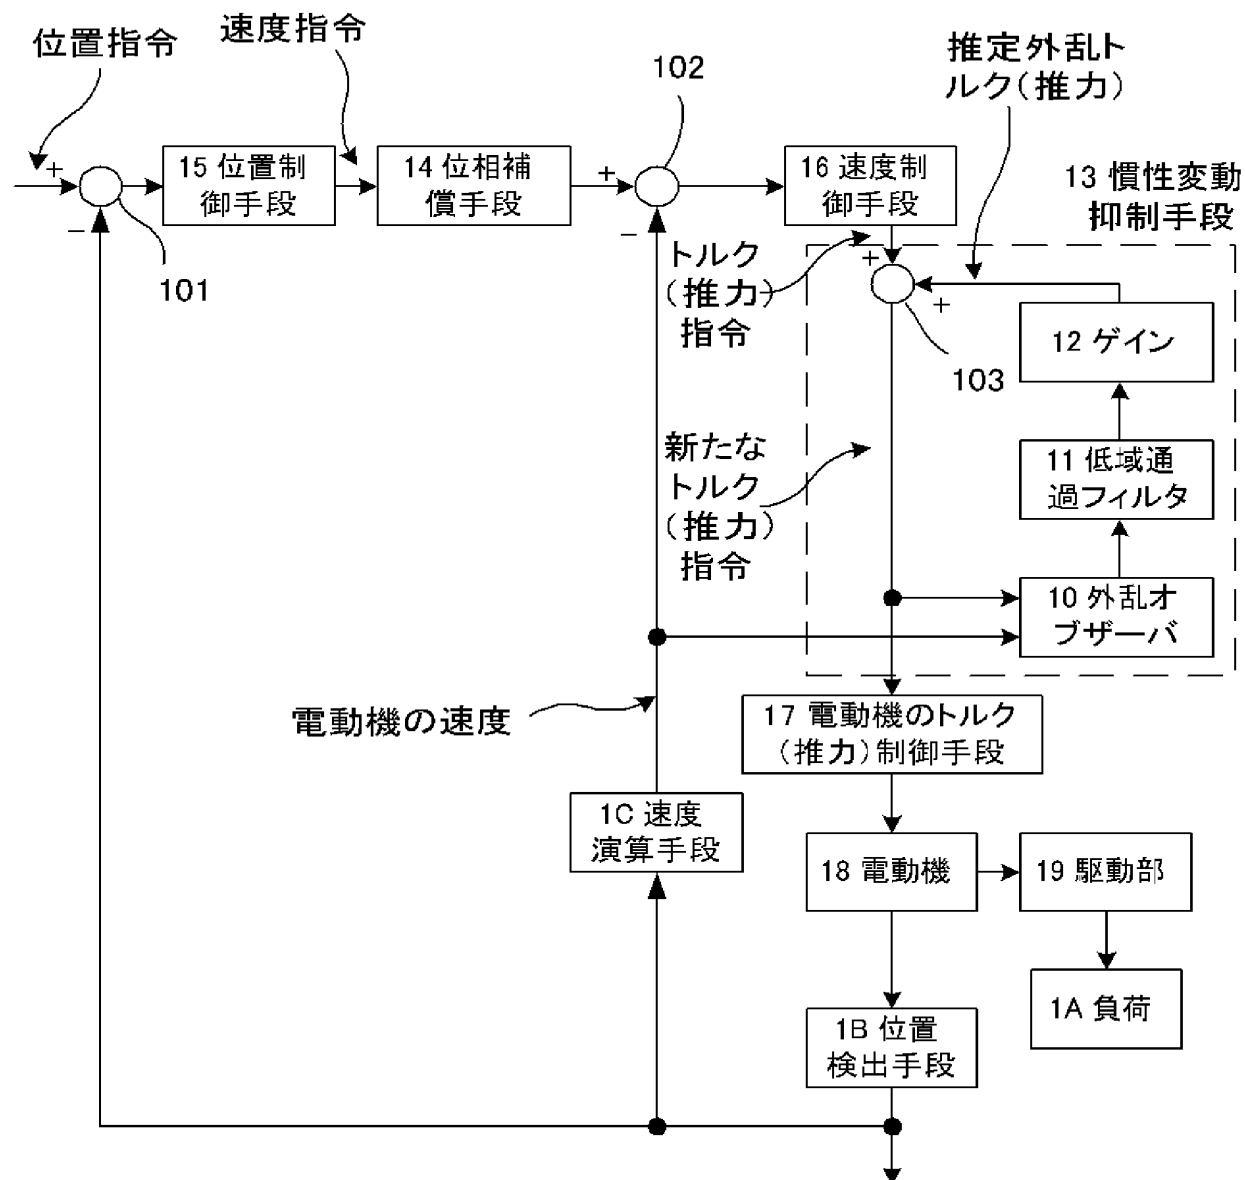 位置指令
速度指令
102
推定外乱ト
ルク(推力)
+
15 位置制
御手段
14 位相補
償手段
+
16 速度制
御手段
13 慣性変動
抑制手段
−
101
−
トルク
(推力)
指令
+
+
103
12 ゲイン
新たな
トルク
(推力)
指令
11 低域通
過フィルタ
10 外乱オ
ブザーバ
電動機の速度
17 電動機のトルク
(推力)制御手段
1C 速度
演算手段
18 電動機
19 駆動部
1B 位置
検出手段
1A 負荷